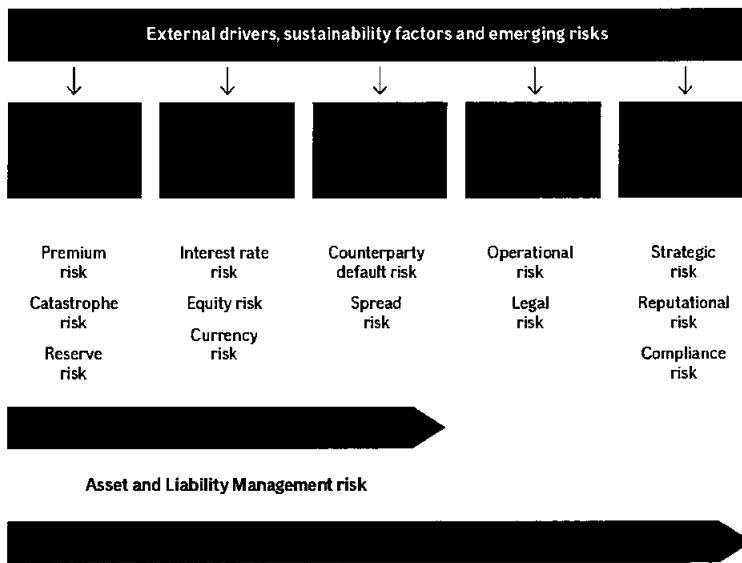 External drivers, sustainability factors and emerging risks
Premium
risk
Catastrophe
risk
Reserve
risk
Interest rate
risk
Equity risk
Currency
risk
Counterparty
default risk
Spread
risk
Operational
risk
Legal
risk
Strategic
risk
Reputational
risk
Compliance
risk
Asset and Liability Management risk